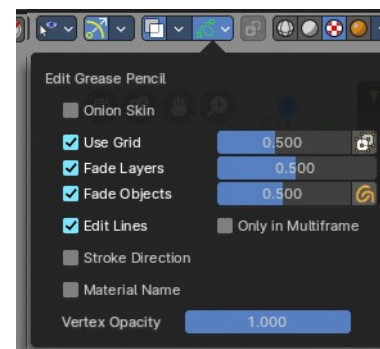 Edit Grease Pencil
Onion Skin
Use Grid 0.500
Fade Layers 0.500
Fade Objects 0.500
Edit Lines Only in Multiframe
Stroke Direction
Material Name
Vertex Opacity 1.000